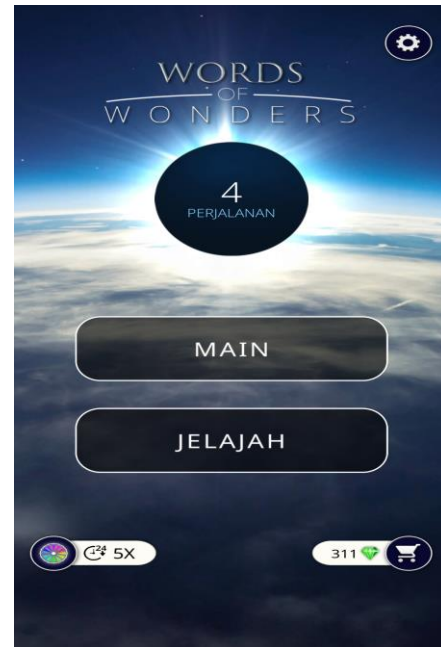 WORDS
OF
WONDERS
4
PERJALANAN
MAIN
JELAJAH
24 5X
311